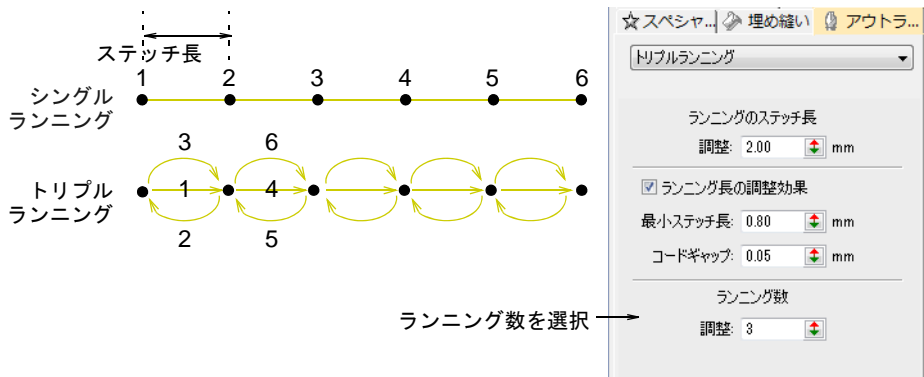 ステッチ長
1 2 3 4 5 6
シングル
ランニング
3 6
トリプル
ランニング
1 4
2 5
ランニング数を選択
スペシャ... 埋め縫い アウトラ...
トリプルランニング
ランニングのステッチ長
調整: 2.00 mm
ランニング長の調整効果
最小ステッチ長: 0.80 mm
コードギャップ: 0.05 mm
ランニング数
調整: 3